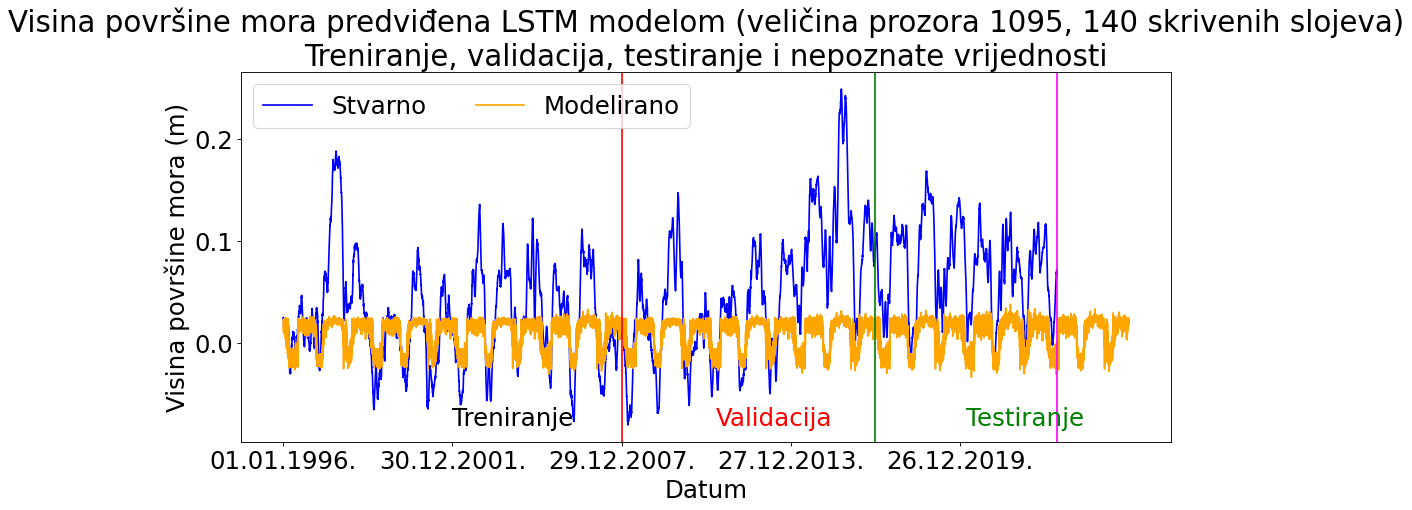 Visina površine mora predviđena LSTM modelom (veličina prozora 1095, 140 skrivenih slojeva)
Treniranje, validacija, testiranje i nepoznate vrijednosti
Stvarno
Modelirano
Visina površine mora (m)
0.2
0.1
0.0
Treniranje
Validacija
Testiranje
01.01.1996.
30.12.2001.
29.12.2007.
27.12.2013.
26.12.2019.
Datum